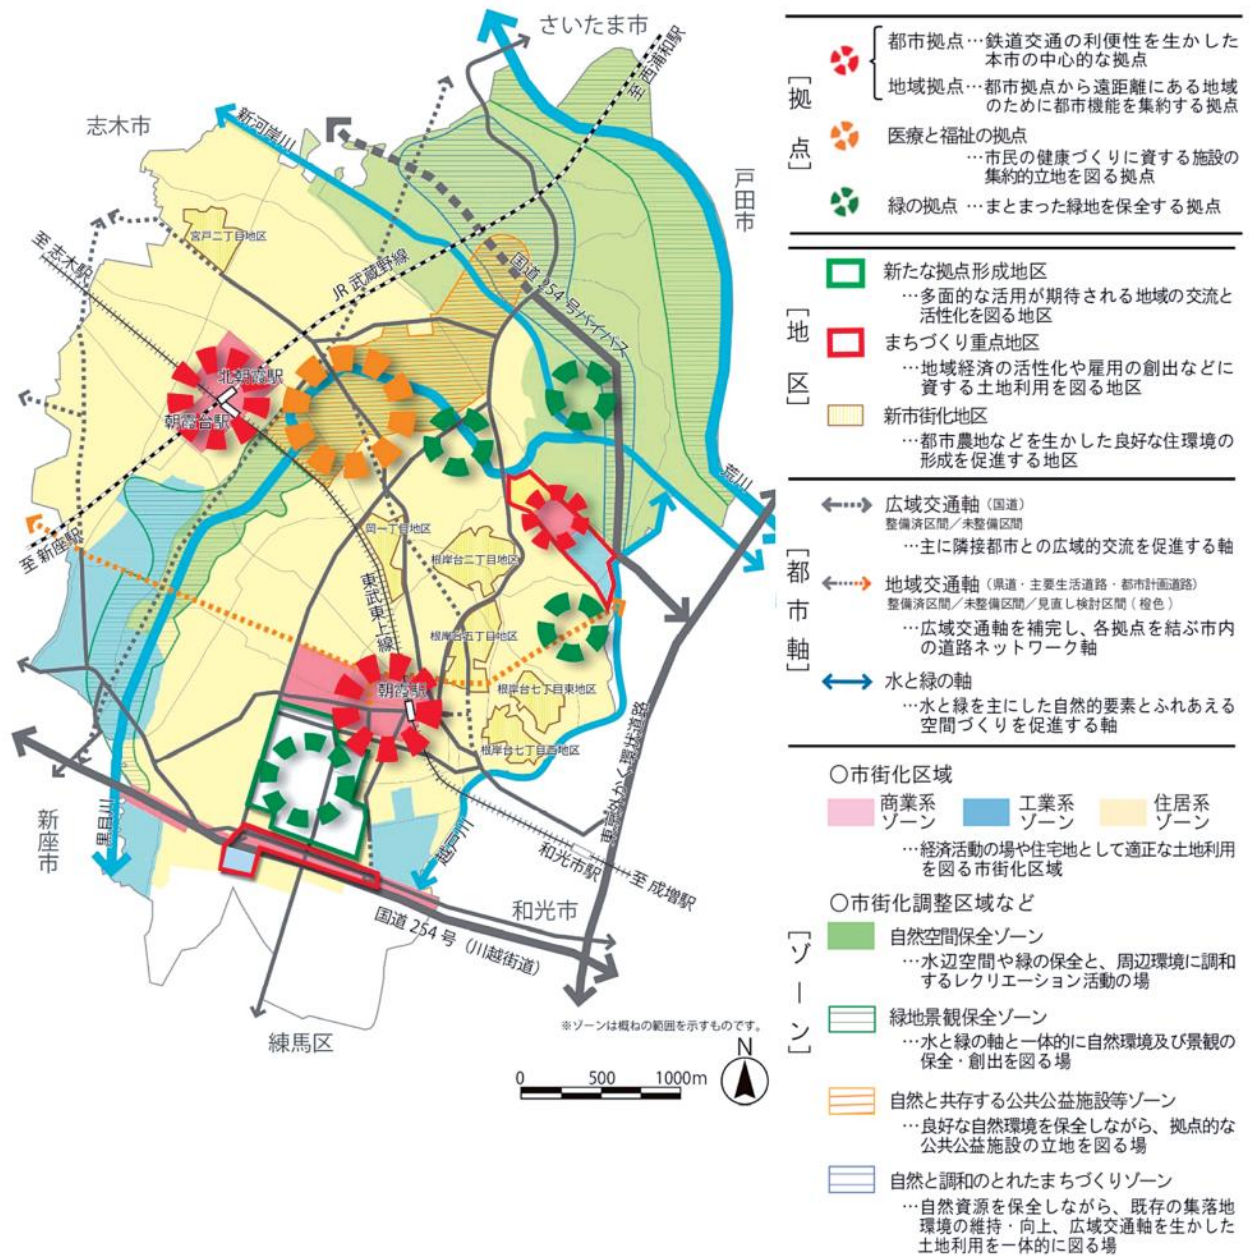 さいたま市
至 西浦和駅
志木市
新河岸川
戸田市
宮戸二丁目地区
至 志木駅
JR 武蔵野線
国道 254 号バイパス
北朝霞駅
朝霞台駅
荒川
至 新座駅
岡一丁目地区
根岸台二丁目地区
東武東上線
根岸台五丁目地区
朝霞駅
根岸台七丁目東地区
根岸台七丁目西地区
東京外かく環状道路
新座市
黒目川
越戸川
和光市駅
至 成増駅
和光市
国道 254 号（川越街道）
練馬区
※ゾーンは概ねの範囲を示すものです。
N
0 500 1000m
［拠点］
都市拠点…鉄道交通の利便性を生かした
本市の中心的な拠点
地域拠点…都市拠点から遠距離にある地域
のために都市機能を集約する拠点
医療と福祉の拠点
…市民の健康づくりに資する施設の
集約的立地を図る拠点
緑の拠点…まとまった緑地を保全する拠点
［地区］
新たな拠点形成地区
…多面的な活用が期待される地域の交流と
活性化を図る地区
まちづくり重点地区
…地域経済の活性化や雇用の創出などに
資する土地利用を図る地区
新市街化地区
…都市農地などを生かした良好な住環境の
形成を促進する地区
［都市軸］
広域交通軸（国道）
整備済区間／未整備区間
…主に隣接都市との広域的交流を促進する軸
地域交通軸（県道・主要生活道路・都市計画道路）
整備済区間／未整備区間／見直し検討区間（橙色）
…広域交通軸を補完し、各拠点を結ぶ市内
の道路ネットワーク軸
水と緑の軸
…水と緑を主にした自然的要素とふれあえる
空間づくりを促進する軸
［ゾーン］
○市街化区域
商業系ゾーン 工業系ゾーン 住居系ゾーン
…経済活動の場や住宅地として適正な土地利用
を図る市街化区域
○市街化調整区域など
自然空間保全ゾーン
…水辺空間や緑の保全と、周辺環境に調和
するレクリエーション活動の場
緑地景観保全ゾーン
…水と緑の軸と一体的に自然環境及び景観の
保全・創出を図る場
自然と共存する公共公益施設等ゾーン
…良好な自然環境を保全しながら、拠点的な
公共公益施設の立地を図る場
自然と調和のとれたまちづくりゾーン
…自然資源を保全しながら、既存の集落地
環境の維持・向上、広域交通軸を生かした
土地利用を一体的に図る場